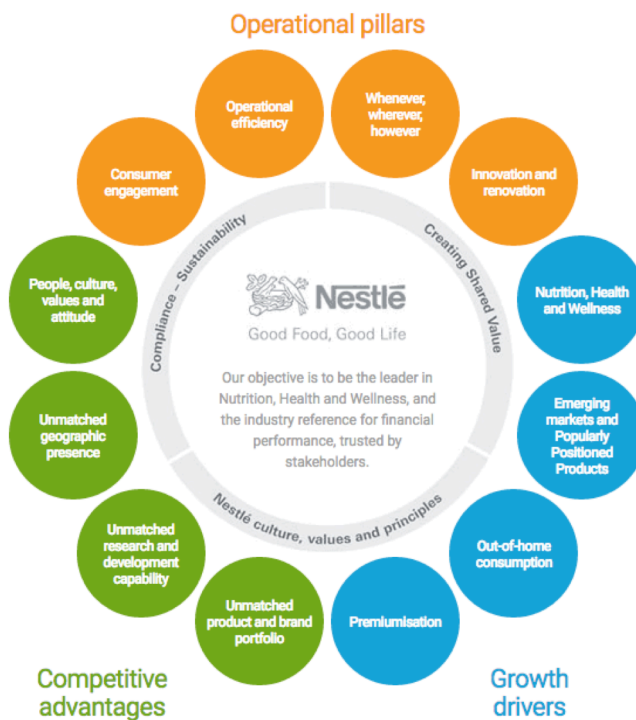 Operational pillars
Operational
efficiency
Whenever,
wherever,
however
Consumer
engagement
Innovation and
renovation
People, culture,
values and
attitude
Nutrition, Health
and Wellness
Unmatched
geographic
presence
Emerging
markets and
Popularly
Positioned
Products
Unmatched
research and
development
capability
Out-of-home
consumption
Unmatched
product and brand
portfolio
Premiumisation
Compliance – Sustainability
Creating Shared Value
Nestlé culture, values and principles
Nestlé
Good Food, Good Life
Our objective is to be the leader in
Nutrition, Health and Wellness, and
the industry reference for financial
performance, trusted by
stakeholders.
Competitive
advantages
Growth
drivers